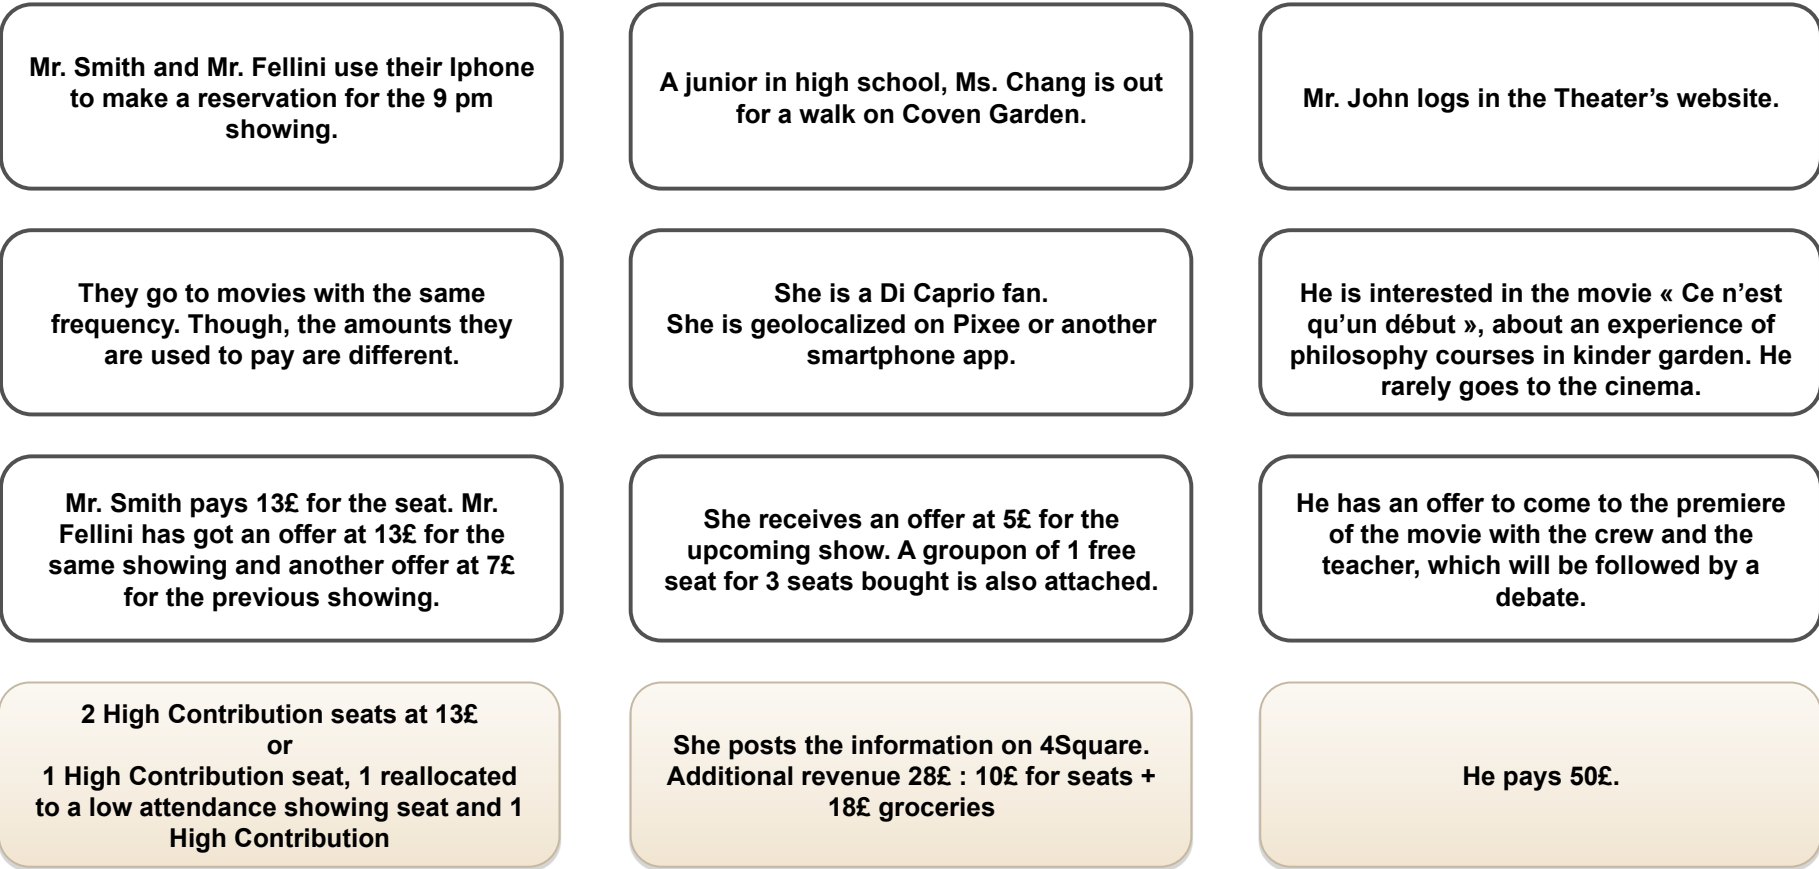 Mr. Smith and Mr. Fellini use their Iphone
to make a reservation for the 9 pm
showing.
A junior in high school, Ms. Chang is out
for a walk on Coven Garden.
Mr. John logs in the Theater's website.
They go to movies with the same
frequency. Though, the amounts they
are used to pay are different.
She is a Di Caprio fan.
She is geolocalized on Pixee or another
smartphone app.
He is interested in the movie « Ce n'est
qu'un début », about an experience of
philosophy courses in kinder garden. He
rarely goes to the cinema.
Mr. Smith pays 13£ for the seat. Mr.
Fellini has got an offer at 13£ for the
same showing and another offer at 7£
for the previous showing.
She receives an offer at 5£ for the
upcoming show. A groupon of 1 free
seat for 3 seats bought is also attached.
He has an offer to come to the premiere
of the movie with the crew and the
teacher, which will be followed by a
debate.
2 High Contribution seats at 13£
or
1 High Contribution seat, 1 reallocated
to a low attendance showing seat and 1
High Contribution
She posts the information on 4Square.
Additional revenue 28£ : 10£ for seats +
18£ groceries
He pays 50£.